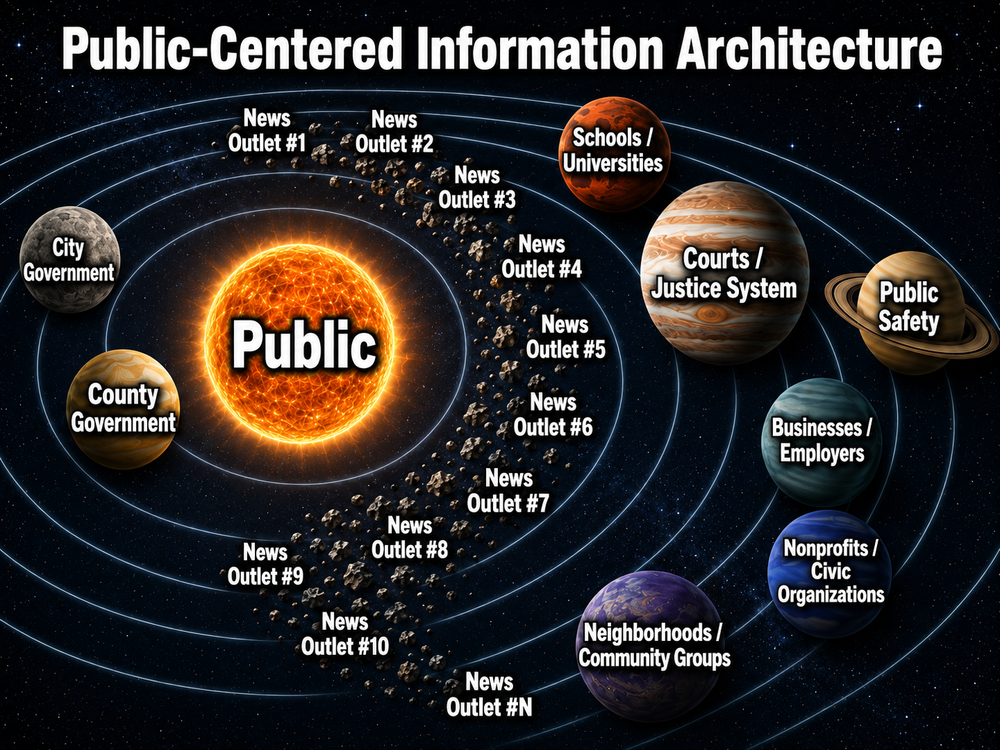 Public-Centered Information Architecture
News
Outlet #1
News
Outlet #2
News
Outlet #3
News
Outlet #4
News
Outlet #5
News
Outlet #6
News
Outlet #7
News
Outlet #8
News
Outlet #9
News
Outlet #10
News
Outlet #N
City
Government
County
Government
Public
Schools /
Universities
Courts /
Justice System
Public
Safety
Businesses /
Employers
Nonprofits /
Civic
Organizations
Neighborhoods /
Community Groups